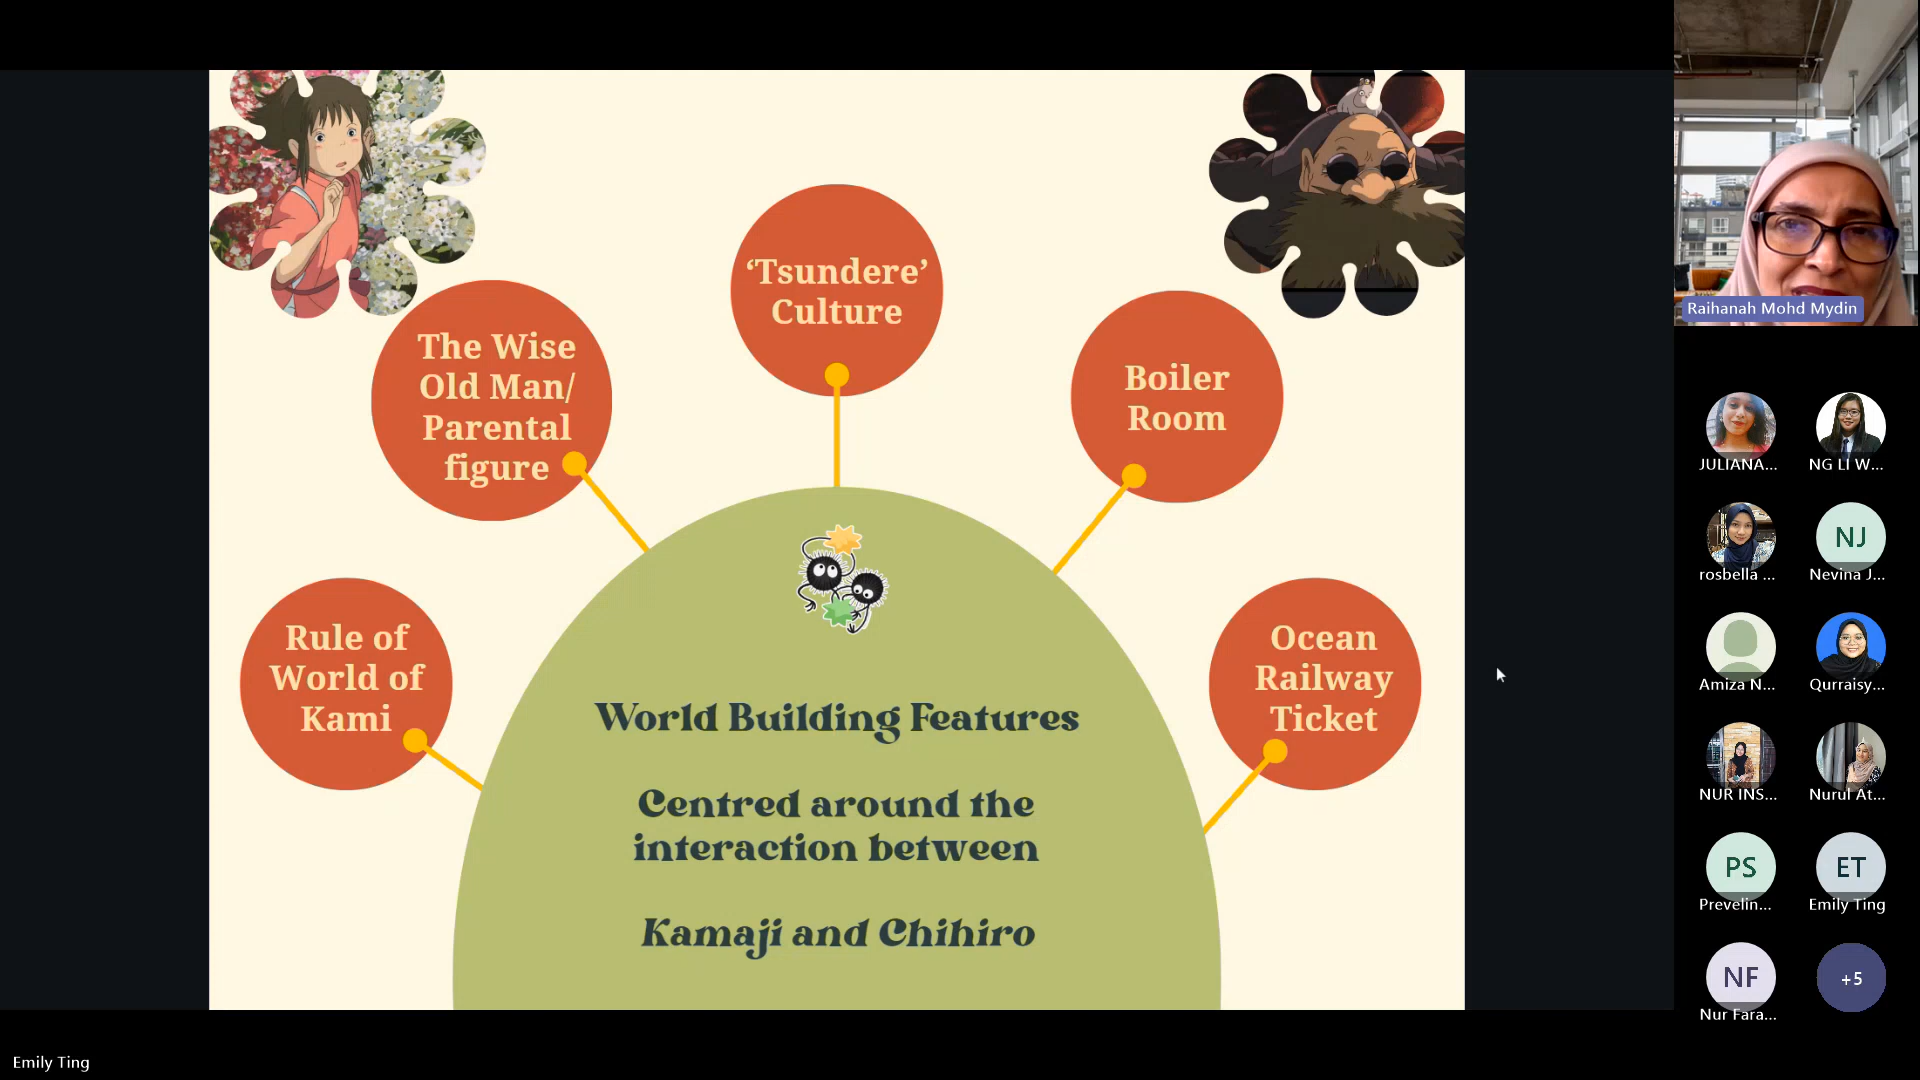 ‘Tsundere’
Culture
The Wise
Old Man/
Parental
figure
Boiler
Room
Rule of
World of
Kami
Ocean
Railway
Ticket
World Building Features
Centred around the
interaction between
Kamaji and Chihiro
Raihanah Mohd Mydin
JULIANA...
NG LI W...
rosbella ...
NJ
Nevina J...
Amiza N...
Qurraisy...
NUR INS...
Nurul At...
PS
Prevelin...
ET
Emily Ting
NF
Nur Fara...
+5
Emily Ting